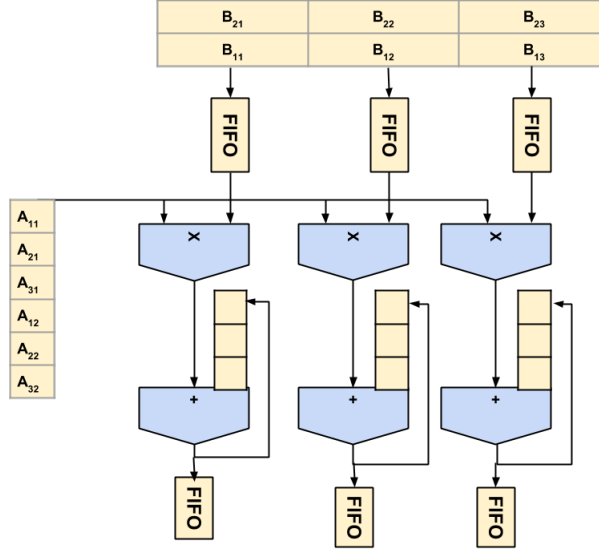 B₂₁ B₂₂ B₂₃
B₁₁ B₁₂ B₁₃
FIFO FIFO FIFO
A₁₁
A₂₁
A₃₁
A₁₂
A₂₂
A₃₂
X X X
+ + +
FIFO FIFO FIFO